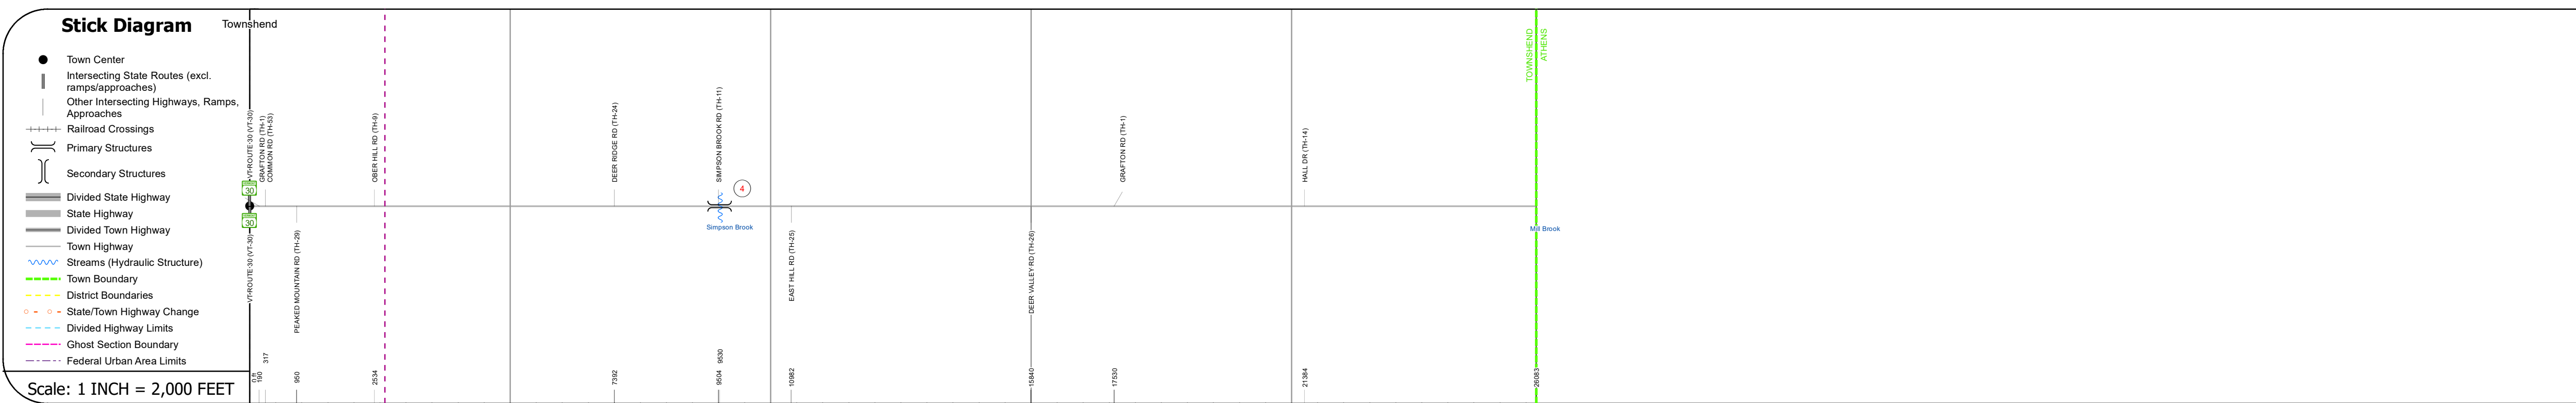 Stick Diagram
Town Center
Intersecting State Routes (excl.
ramps/approaches)
Other Intersecting Highways, Ramps,
Approaches
Railroad Crossings
Primary Structures
Secondary Structures
Divided State Highway
State Highway
Divided Town Highway
Town Highway
Streams (Hydraulic Structure)
Town Boundary
District Boundaries
State/Town Highway Change
Divided Highway Limits
Ghost Section Boundary
Federal Urban Area Limits
Scale: 1 INCH = 2,000 FEET
Townshend
TOWNSHEND
ATHENS
VT-ROUTE-30 (VT-30)
GRAFTON RD (TH-1)
COMMON RD (TH-53)
OBER HILL RD (TH-9)
DEER RIDGE RD (TH-24)
SIMPSON BROOK RD (TH-11)
GRAFTON RD (TH-1)
HALL DR (TH-14)
30
4
30
Simpson Brook
Mill Brook
VT-ROUTE-30 (VT-30)
PEAKED MOUNTAIN RD (TH-29)
EAST HILL RD (TH-25)
DEER VALLEY RD (TH-26)
0 ft
190
317
950
2534
7392
9504
9530
10982
15840
17530
21384
26083